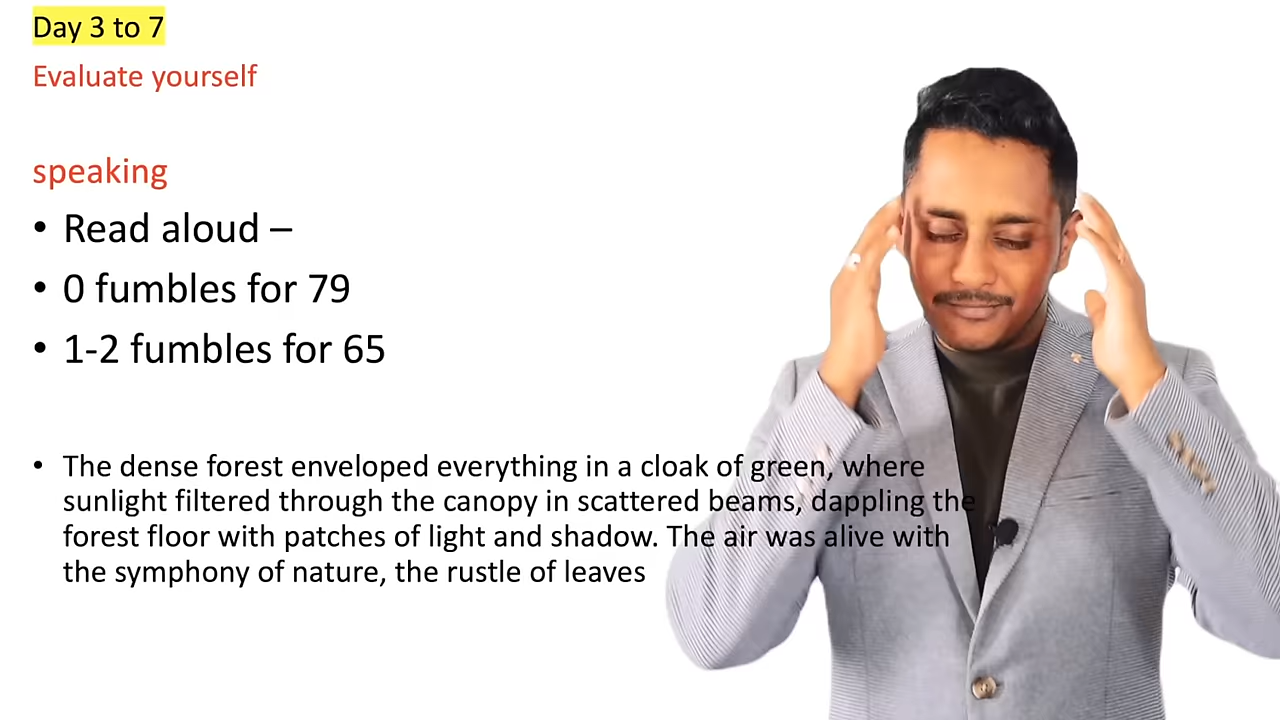 Day 3 to 7
Evaluate yourself
speaking
• Read aloud –
• 0 fumbles for 79
• 1-2 fumbles for 65
• The dense forest enveloped everything in a cloak of green, where
sunlight filtered through the canopy in scattered beams, dappling the
forest floor with patches of light and shadow. The air was alive with
the symphony of nature, the rustle of leaves